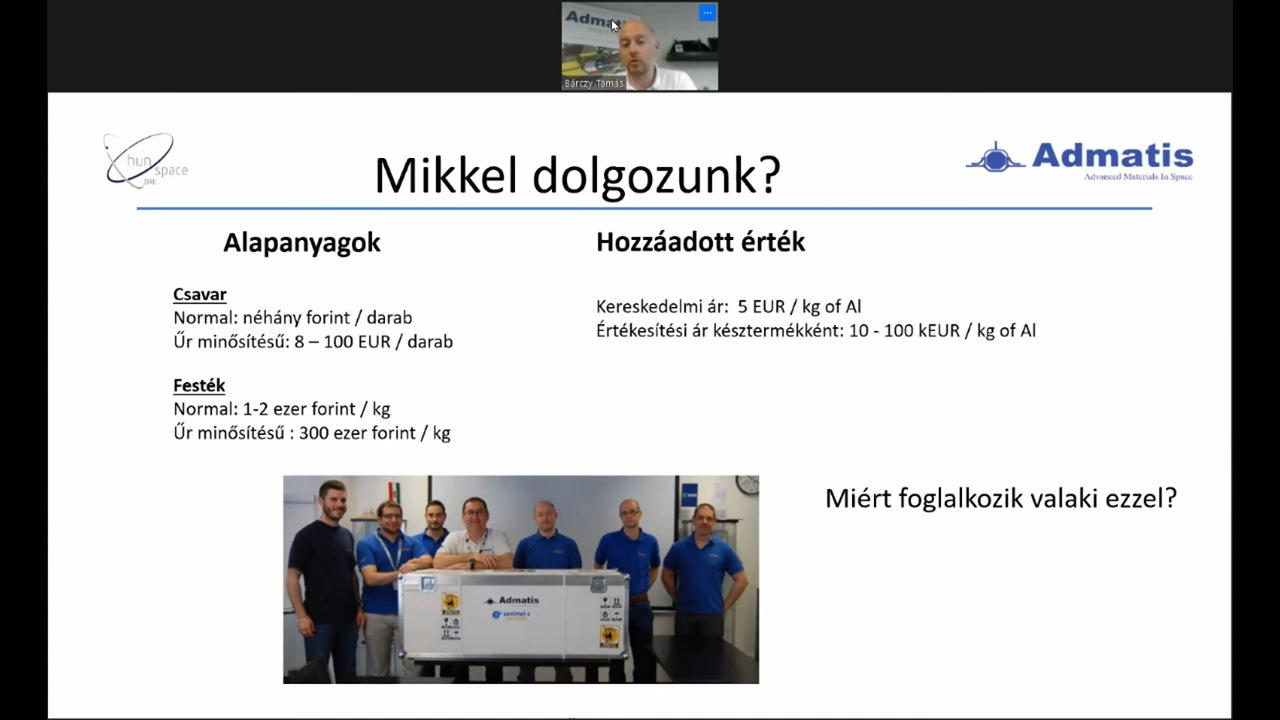 Admatis
Bárczy Tamás
hun
space
Mikkel dolgozunk?
Admatis
Advanced Materials In Space
Alapanyagok
Hozzáadott érték
Csavar
Normal: néhány forint / darab
Űr minősítésű: 8 – 100 EUR / darab
Kereskedelmi ár: 5 EUR / kg of Al
Értékesítési ár késztermékként: 10 - 100 kEUR / kg of Al
Festék
Normal: 1-2 ezer forint / kg
Űr minősítésű : 300 ezer forint / kg
Miért foglalkozik valaki ezzel?
Admatis